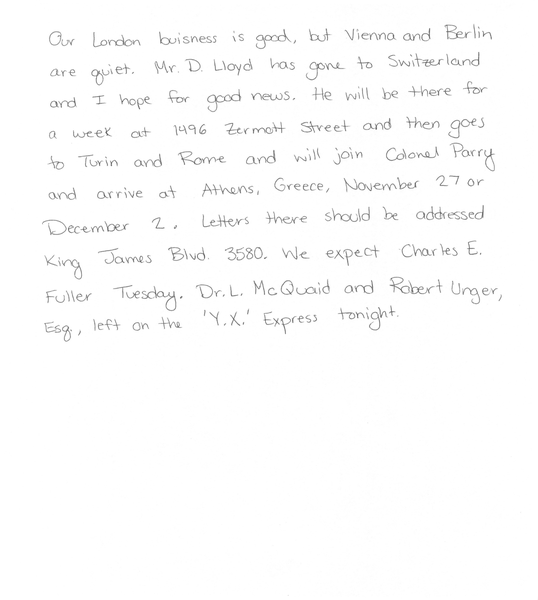 Our London buisness is good, but Vienna and Berlin
are quiet. Mr. D. Lloyd has gone to Switzerland
and I hope for good news. He will be there for
a week at 1496 Zermott Street and then goes
to Turin and Rome and will join Colonel Parry
and arrive at Athens, Greece, November 27 or
December 2. Letters there should be addressed
King James Blvd. 3580. We expect Charles E.
Fuller Tuesday. Dr. L. McQuaid and Robert Unger,
Esq., left on the 'Y.X.' Express tonight.